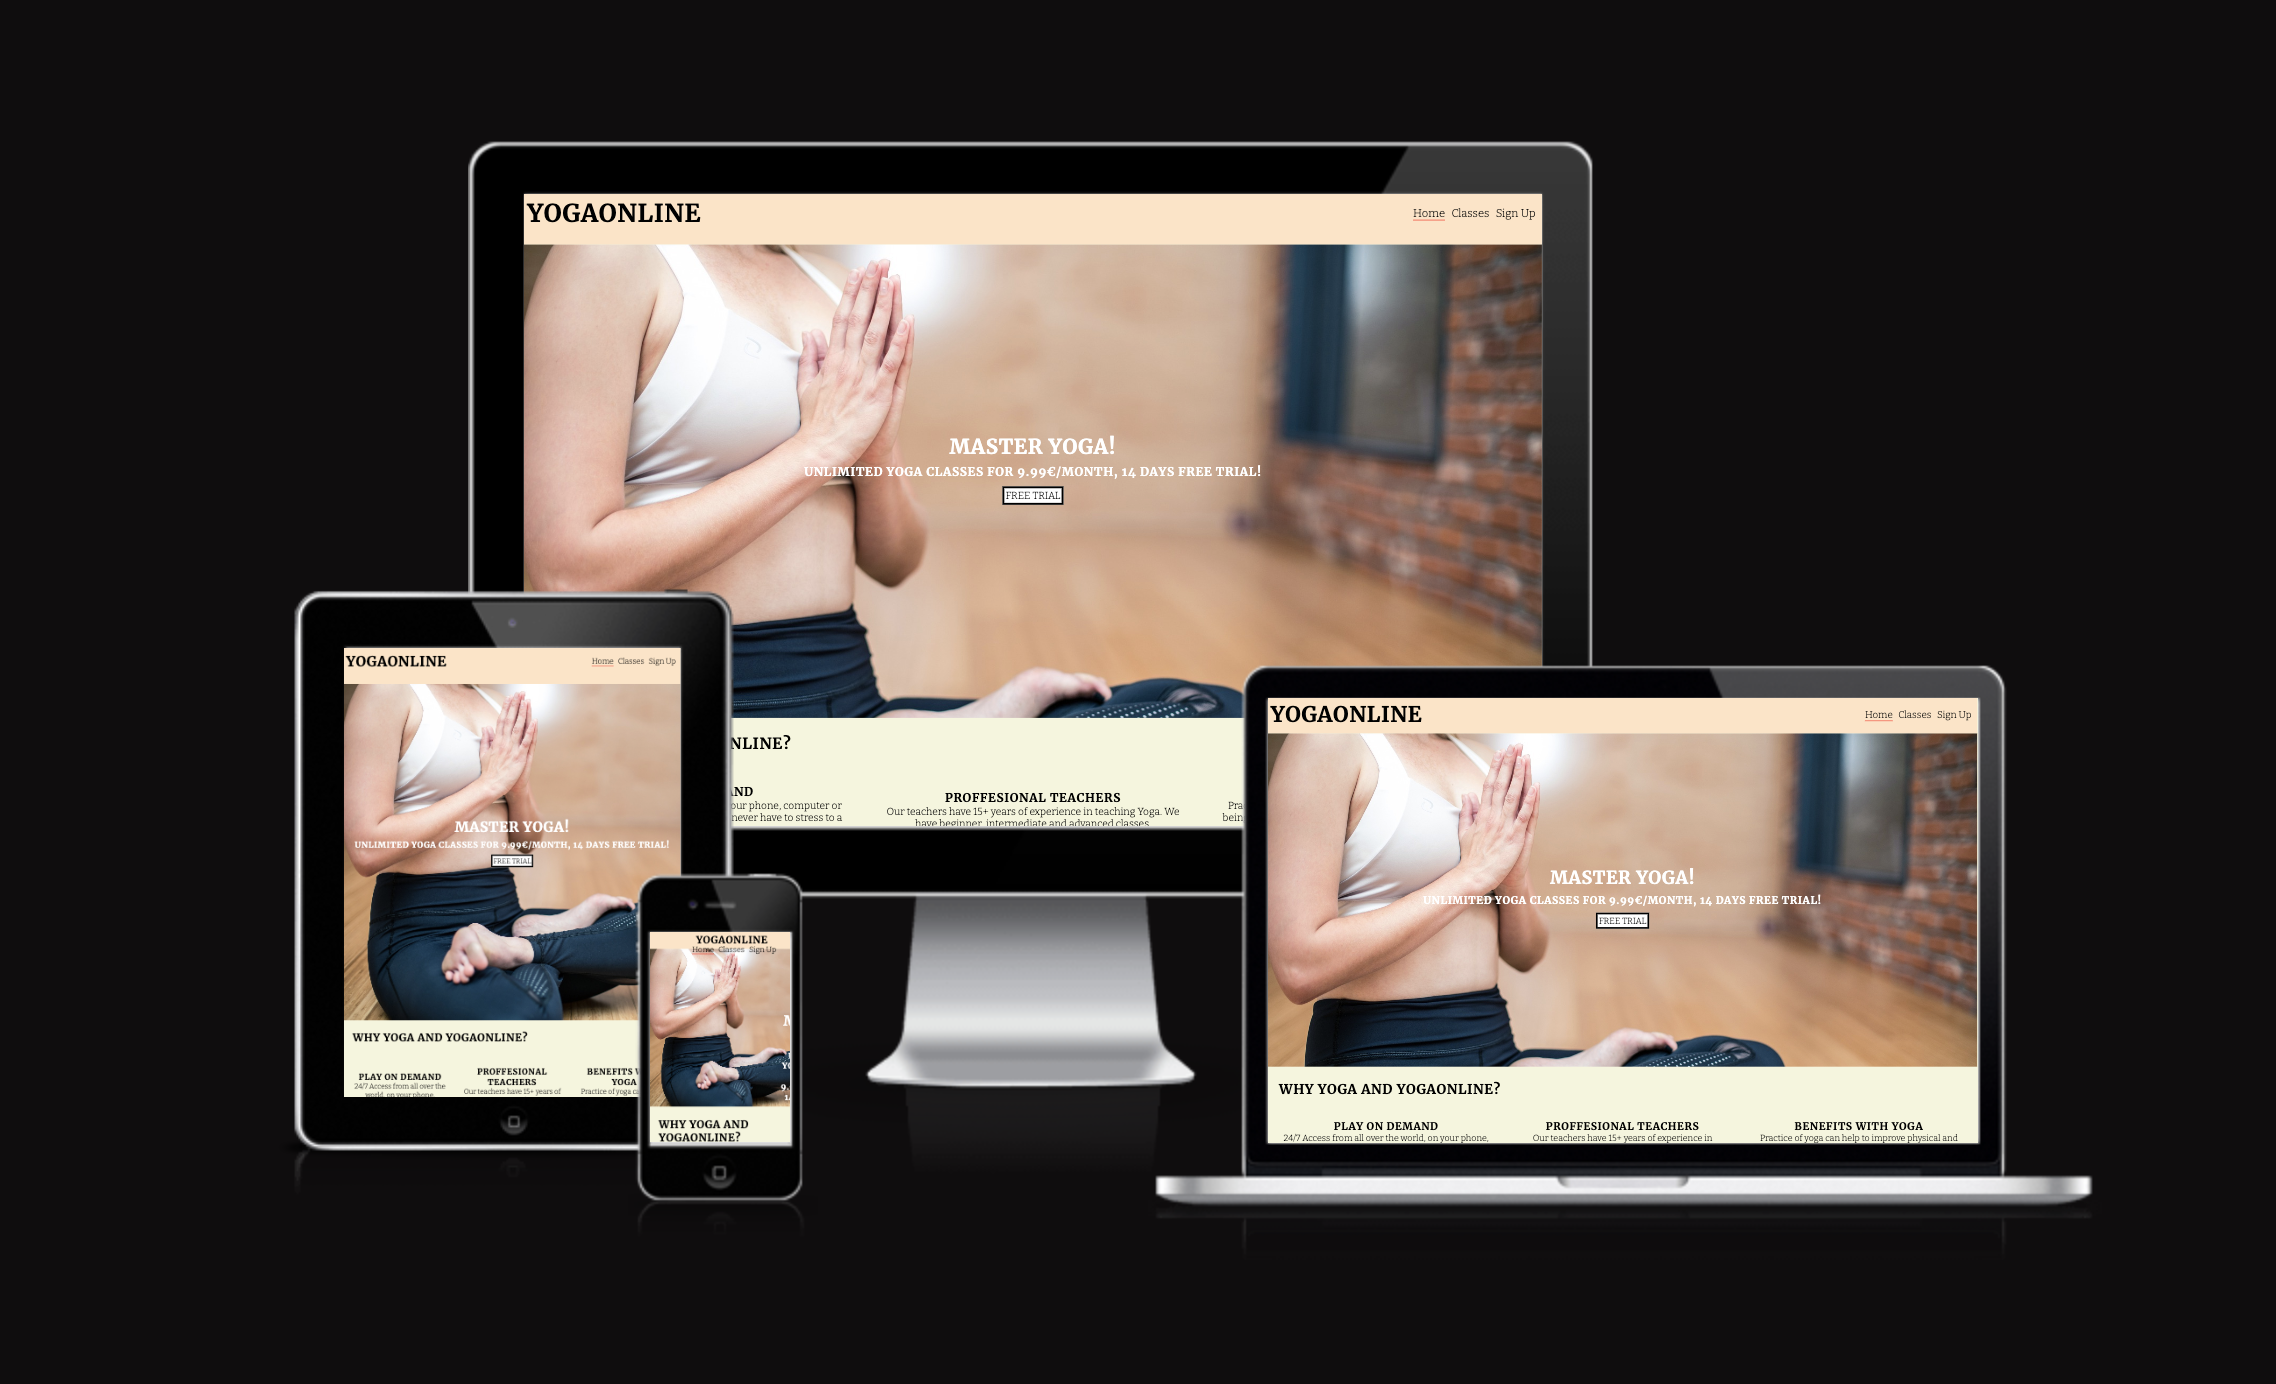 YOGAONLINE
Home Classes Sign Up
MASTER YOGA!
UNLIMITED YOGA CLASSES FOR 9.99€/MONTH, 14 DAYS FREE TRIAL!
FREE TRIAL
NLINE?
AND
our phone, computer or
never have to stress to a
PROFFESIONAL TEACHERS
Our teachers have 15+ years of experience in teaching Yoga. We
have beginner, intermediate and advanced classes
Pra
bein
YOGAONLINE
Home Classes Sign Up
MASTER YOGA!
UNLIMITED YOGA CLASSES FOR 9.99€/MONTH, 14 DAYS FREE TRIAL!
FREE TRIAL
WHY YOGA AND YOGAONLINE?
PLAY ON DEMAND
24/7 Access from all over the
world, on your phone,
PROFFESIONAL
TEACHERS
Our teachers have 15+ years of
BENEFITS
YOGA
Practice of yoga
YOGAONLINE
Home Classes Sign Up
WHY YOGA AND
YOGAONLINE?
YOGAONLINE
Home Classes Sign Up
MASTER YOGA!
UNLIMITED YOGA CLASSES FOR 9.99€/MONTH, 14 DAYS FREE TRIAL!
FREE TRIAL
WHY YOGA AND YOGAONLINE?
PLAY ON DEMAND
24/7 Access from all over the world, on your phone,
PROFFESIONAL TEACHERS
Our teachers have 15+ years of experience in
BENEFITS WITH YOGA
Practice of yoga can help to improve physical and